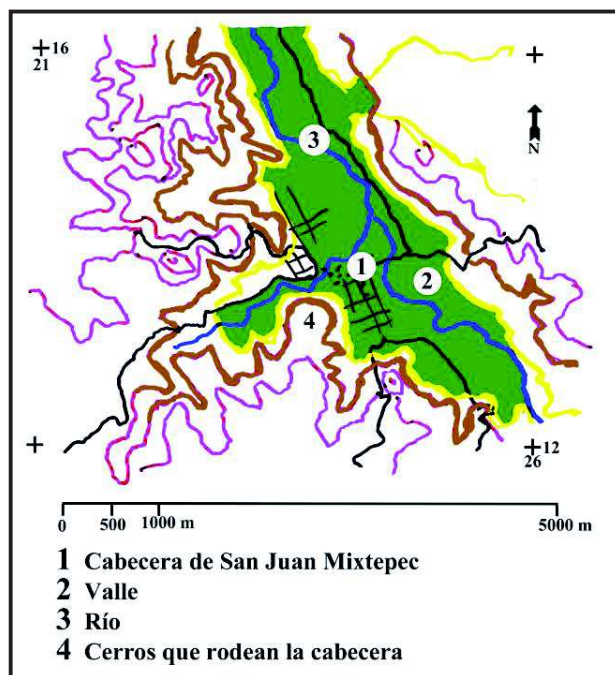 16
21
N
3
1
2
4
12
26
0 500 1000 m 5000 m
1 Cabecera de San Juan Mixtepec
2 Valle
3 Río
4 Cerros que rodean la cabecera